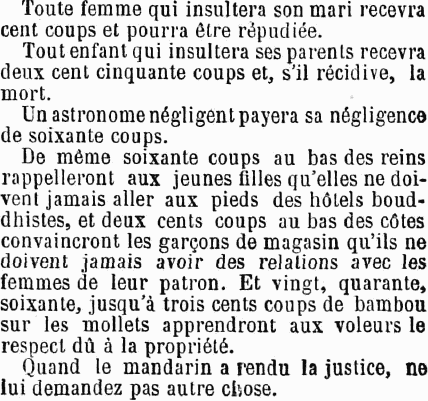 Toute femme qui insultera son mari recevra
cent coups et pourra être répudiée.
Tout enfant qui insultera ses parents recevra
deux cent cinquante coups et, s'il récidive, la
mort.
Un astronome négligent payera sa négligence
de soixante coups.
De même soixante coups au bas des reins
rappelleront aux jeunes filles qu'elles ne doi-
vent jamais aller aux pieds des hôtels boud-
dhistes, et deux cents coups au bas des côtes
convaincront les garçons de magasin qu'ils ne
doivent jamais avoir des relations avec les
femmes de leur patron. Et vingt, quarante,
soixante, jusqu'à trois cents coups de bambou
sur les mollets apprendront aux voleurs le
respect dû à la propriété.
Quand le mandarin a rendu la justice, ne
lui demandez pas autre chose.